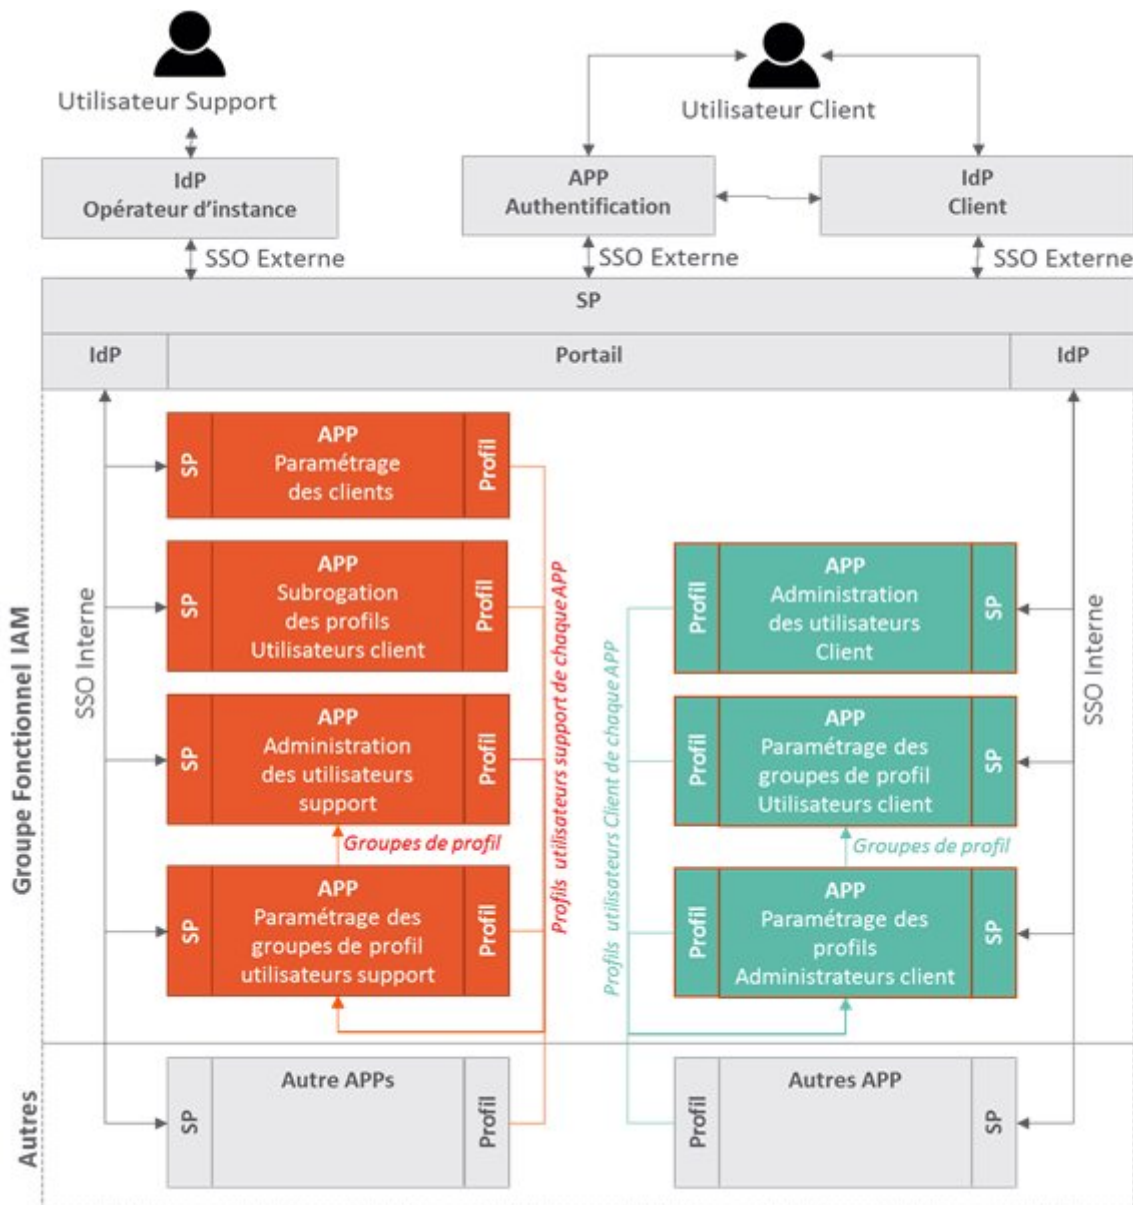 Utilisateur Support
Utilisateur Client
IdP
Opérateur d'instance
APP
Authentification
IdP
Client
SSO Externe
SSO Externe
SSO Externe
SP
IdP
Portail
IdP
Groupe Fonctionnel IAM
SSO Interne
SP
APP
Paramétrage
des clients
Profil
SP
APP
Subrogation
des profils
Utilisateurs client
Profil
SP
APP
Administration
des utilisateurs
support
Profil
Groupes de profil
SP
APP
Paramétrage des
groupes de profil
utilisateurs support
Profil
Profils utilisateurs support de chaque APP
Profils utilisateurs Client de chaque APP
Profil
APP
Administration
des utilisateurs
Client
SP
Profil
APP
Paramétrage des
groupes de profil
Utilisateurs client
SP
Groupes de profil
Profil
APP
Paramétrage des
profils
Administrateurs client
SP
SSO Interne
Autres
SP
Autre APPs
Profil
Profil
Autres APP
SP